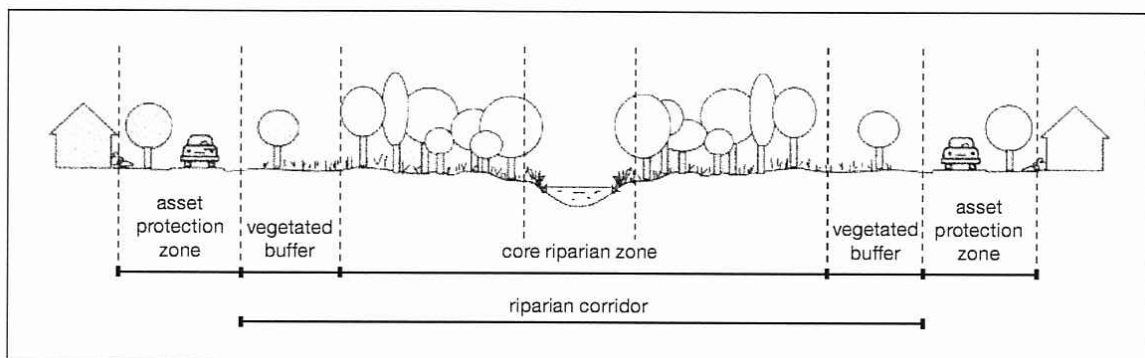 asset
protection
zone
vegetated
buffer
core riparian zone
vegetated
buffer
asset
protection
zone
riparian corridor